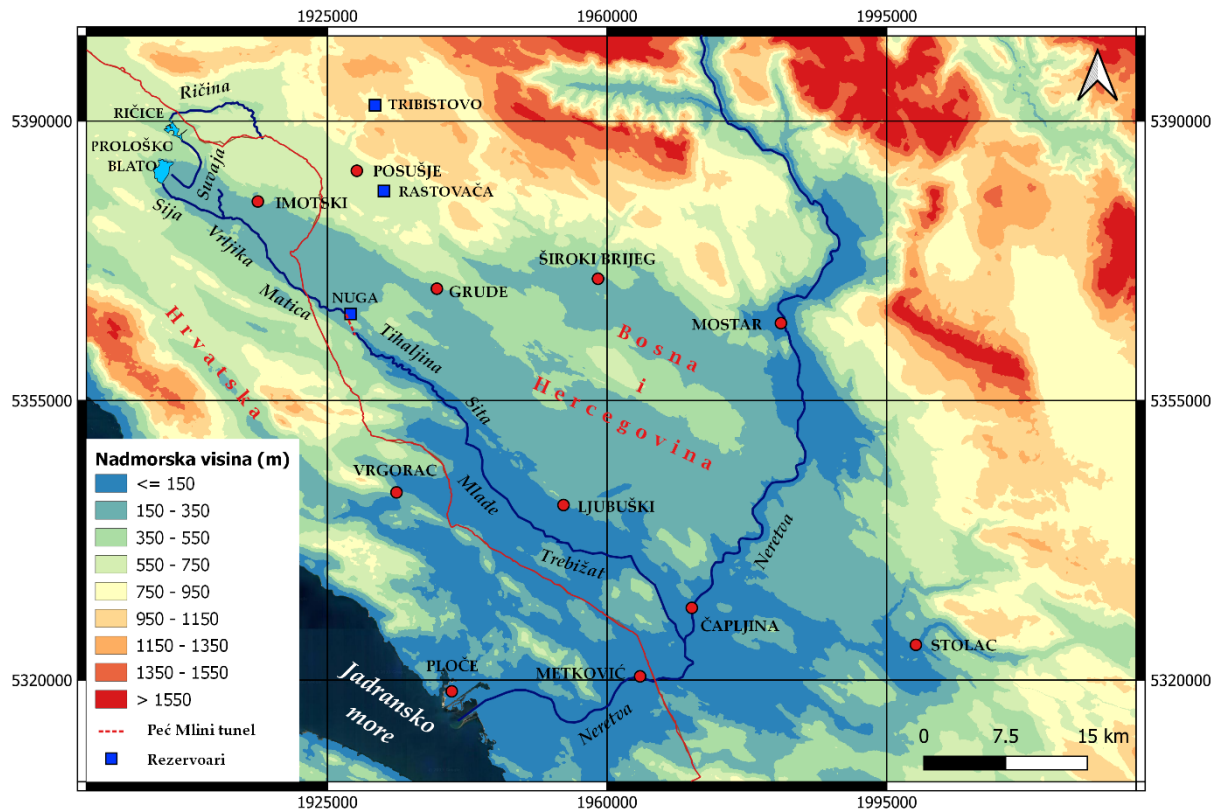 1925000
1960000
1995000
5390000
5390000
Ričina
RIČICE
TRIBISTOVO
PROLOŠKO
BLATO
Suvaja
POSUŠJE
RASTOVAČA
IMOTSKI
Sija
Vrljika
ŠIROKI BRIJEG
GRUDE
Matica
NUGA
MOSTAR
Hrvatska
Tihaljina
Bosna
i
Hercegovina
5355000
5355000
Sita
Nadmorska visina (m)
<= 150
150 - 350
350 - 550
550 - 750
750 - 950
950 - 1150
1150 - 1350
1350 - 1550
> 1550
Peć Mlini tunel
Rezervoari
VRGORAC
Mlade
LJUBUŠKI
Neretva
Trebižat
ČAPLJINA
STOLAC
PLOČE
METKOVIĆ
5320000
5320000
Jadransko
more
Neretva
0 7.5 15 km
1925000
1960000
1995000